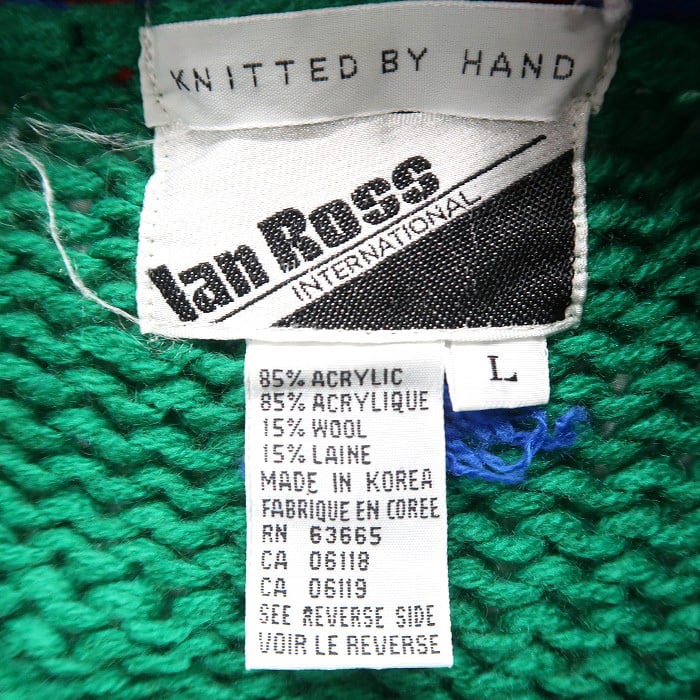 KNITTED BY HAND
Ian Ross
INTERNATIONAL
L
85% ACRYLIC
85% ACRYLIQUE
15% WOOL
15% LAINE
MADE IN KOREA
FABRIQUE EN COREE
RN 63665
CA 06118
CA 06119
SEE REVERSE SIDE
VOIR LE REVERSE